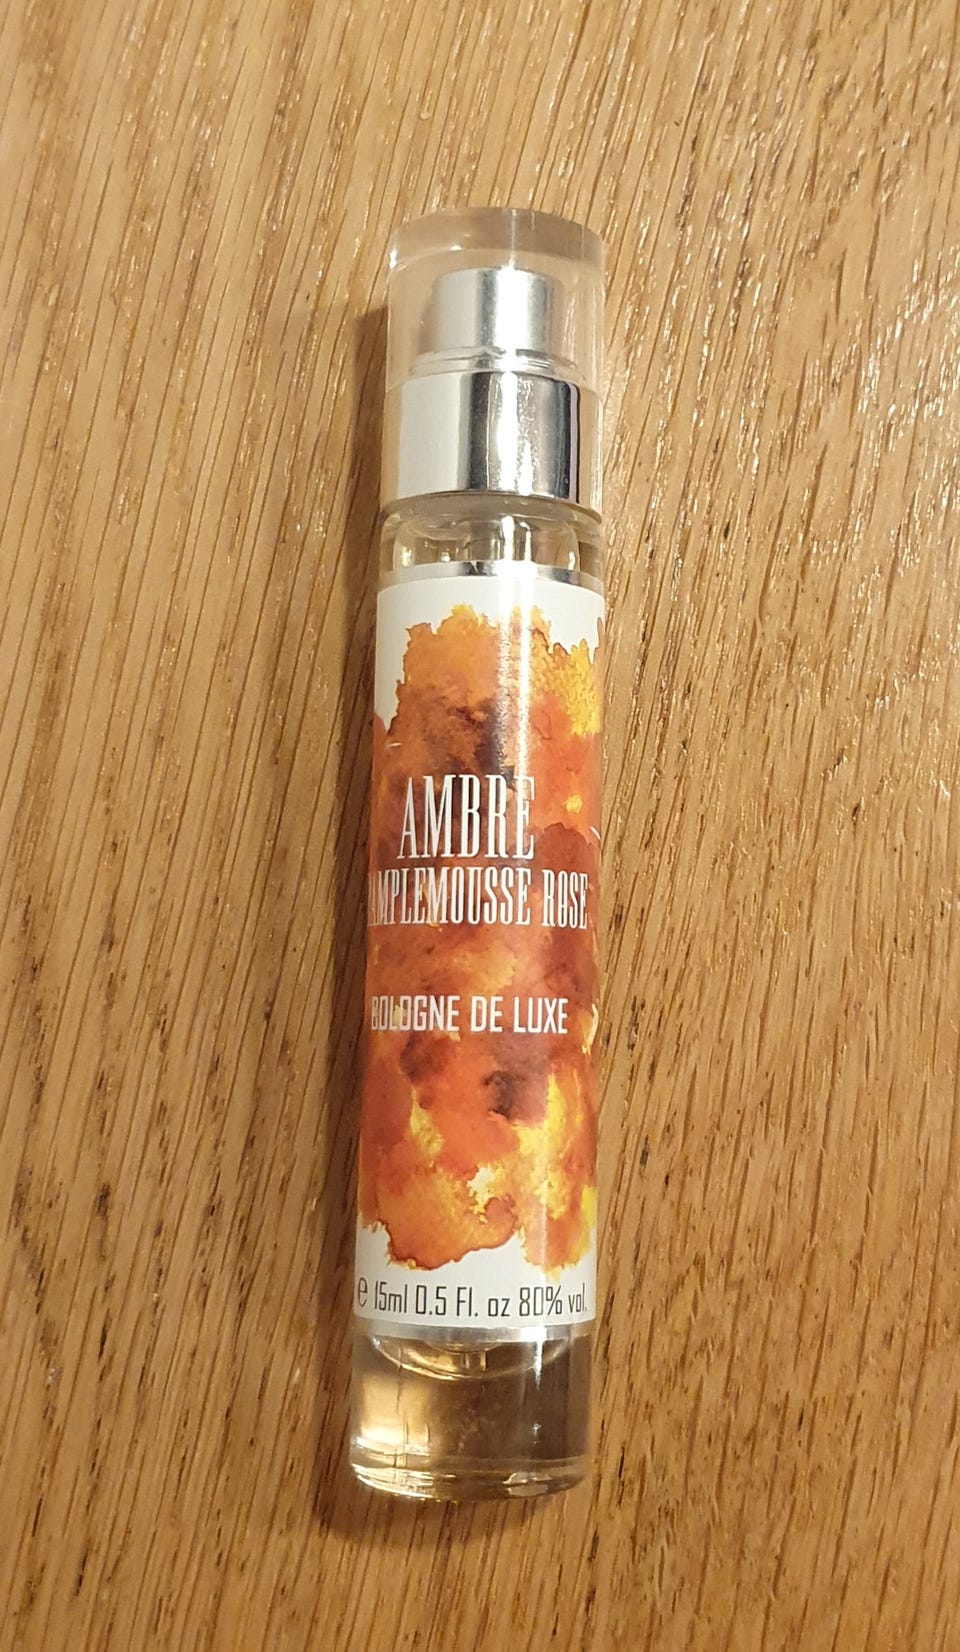 AMBRE
AMPLEMOUSSE ROSE
BOLOGNE DE LUXE
e 15ml 0.5 Fl. oz 80% vol.